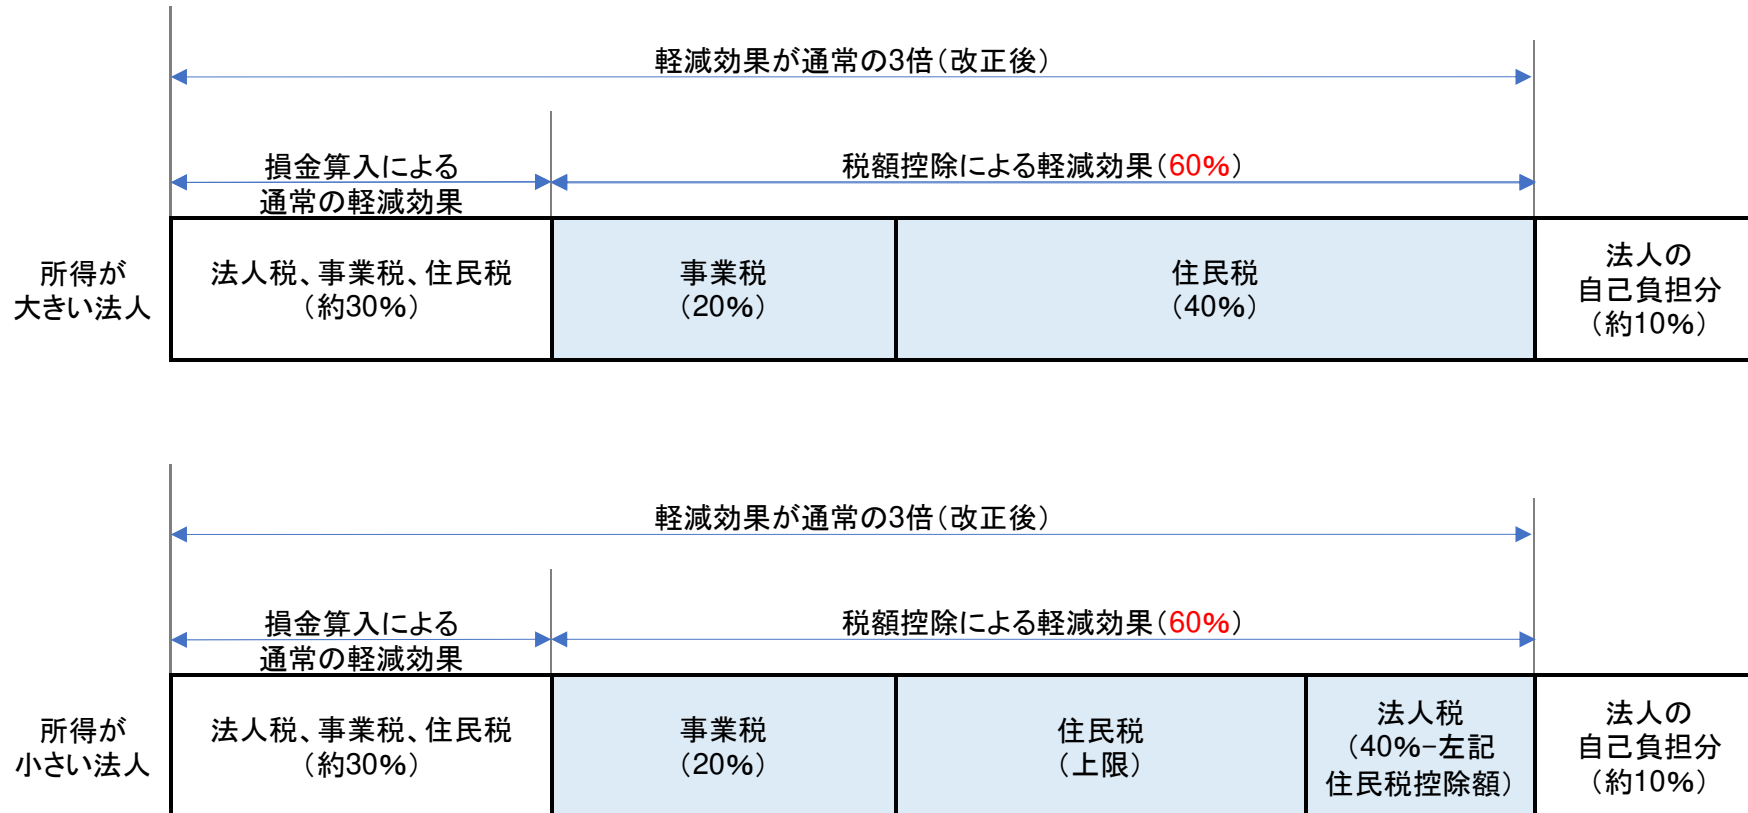 軽減効果が通常の3倍（改正後）
損金算入による
通常の軽減効果
税額控除による軽減効果（60%）
所得が
大きい法人
法人税、事業税、住民税
（約30%）
事業税
（20%）
住民税
（40%）
法人の
自己負担分
（約10%）
軽減効果が通常の3倍（改正後）
損金算入による
通常の軽減効果
税額控除による軽減効果（60%）
所得が
小さい法人
法人税、事業税、住民税
（約30%）
事業税
（20%）
住民税
（上限）
法人税
（40%-左記
住民税控除額）
法人の
自己負担分
（約10%）